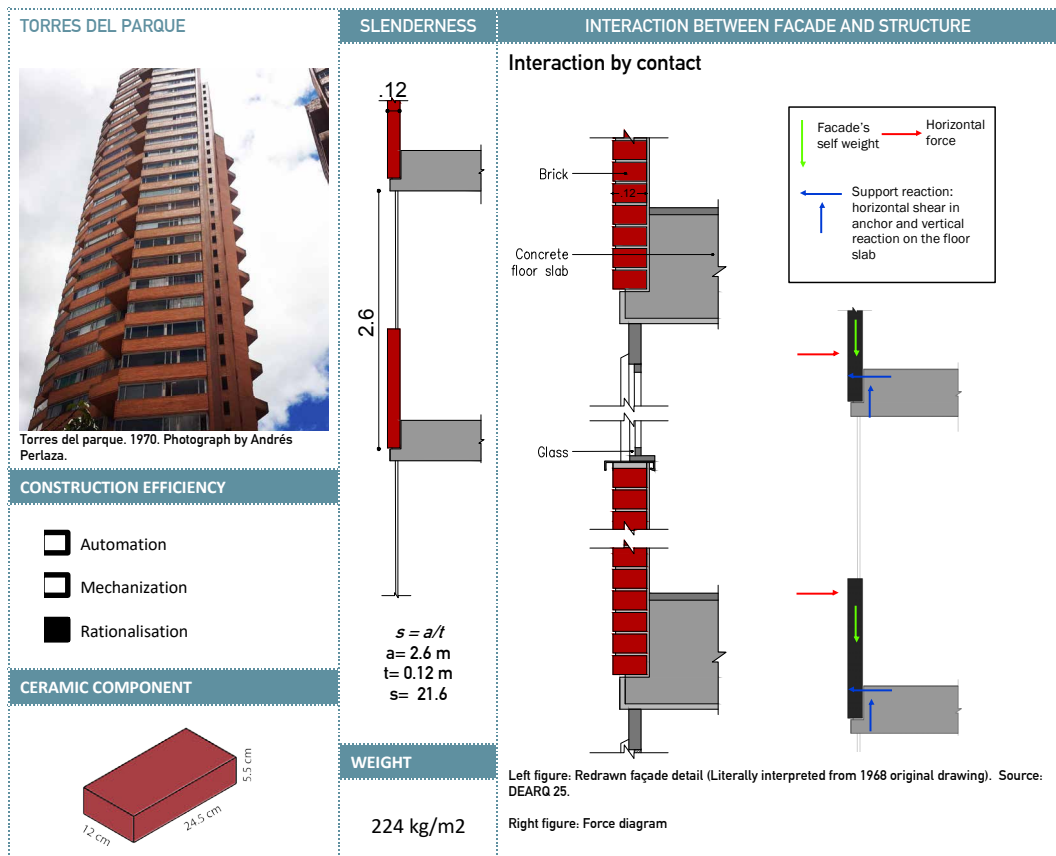 TORRES DEL PARQUE
Torres del parque. 1970. Photograph by Andrés
Perlaza.
CONSTRUCTION EFFICIENCY
Automation
Mechanization
Rationalisation
CERAMIC COMPONENT
12 cm
24.5 cm
5.5 cm
SLENDERNESS
.12
2.6
s = a/t
a= 2.6 m
t= 0.12 m
s= 21.6
WEIGHT
224 kg/m2
INTERACTION BETWEEN FACADE AND STRUCTURE
Interaction by contact
Brick
.12
Concrete
floor slab
Glass
Facade's
self weight
Horizontal
force
Support reaction:
horizontal shear in
anchor and vertical
reaction on the floor
slab
Left figure: Redrawn façade detail (Literally interpreted from 1968 original drawing). Source:
DEARQ 25.
Right figure: Force diagram